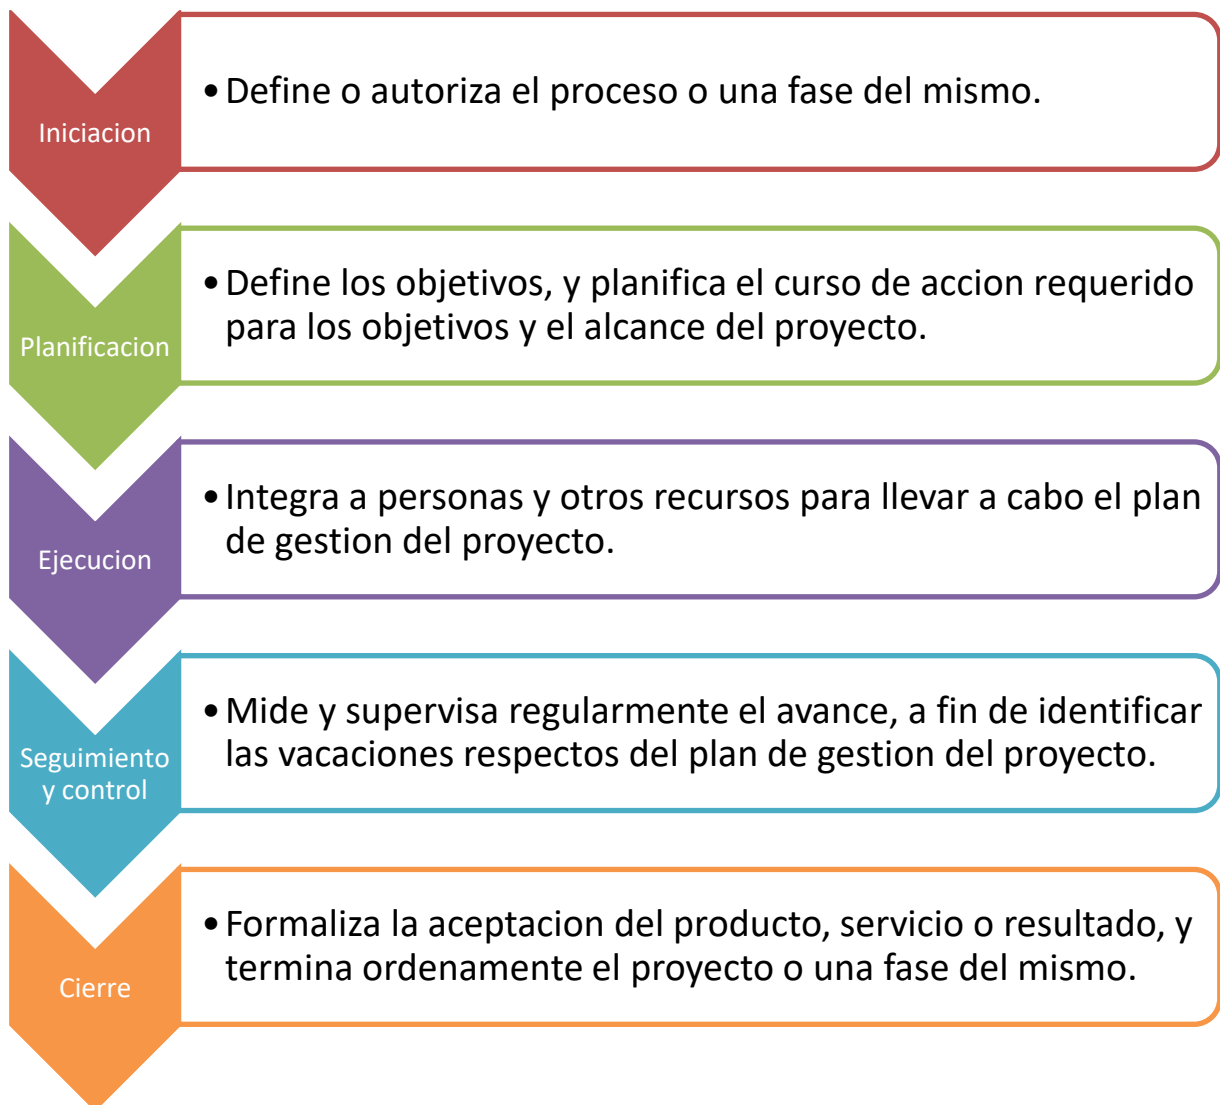 Iniciacion
• Define o autoriza el proceso o una fase del mismo.
Planificacion
• Define los objetivos, y planifica el curso de accion requerido
para los objetivos y el alcance del proyecto.
Ejecucion
• Integra a personas y otros recursos para llevar a cabo el plan
de gestion del proyecto.
Seguimiento
y control
• Mide y supervisa regularmente el avance, a fin de identificar
las vacaciones respectos del plan de gestion del proyecto.
Cierre
• Formaliza la aceptacion del producto, servicio o resultado, y
termina ordenamente el proyecto o una fase del mismo.